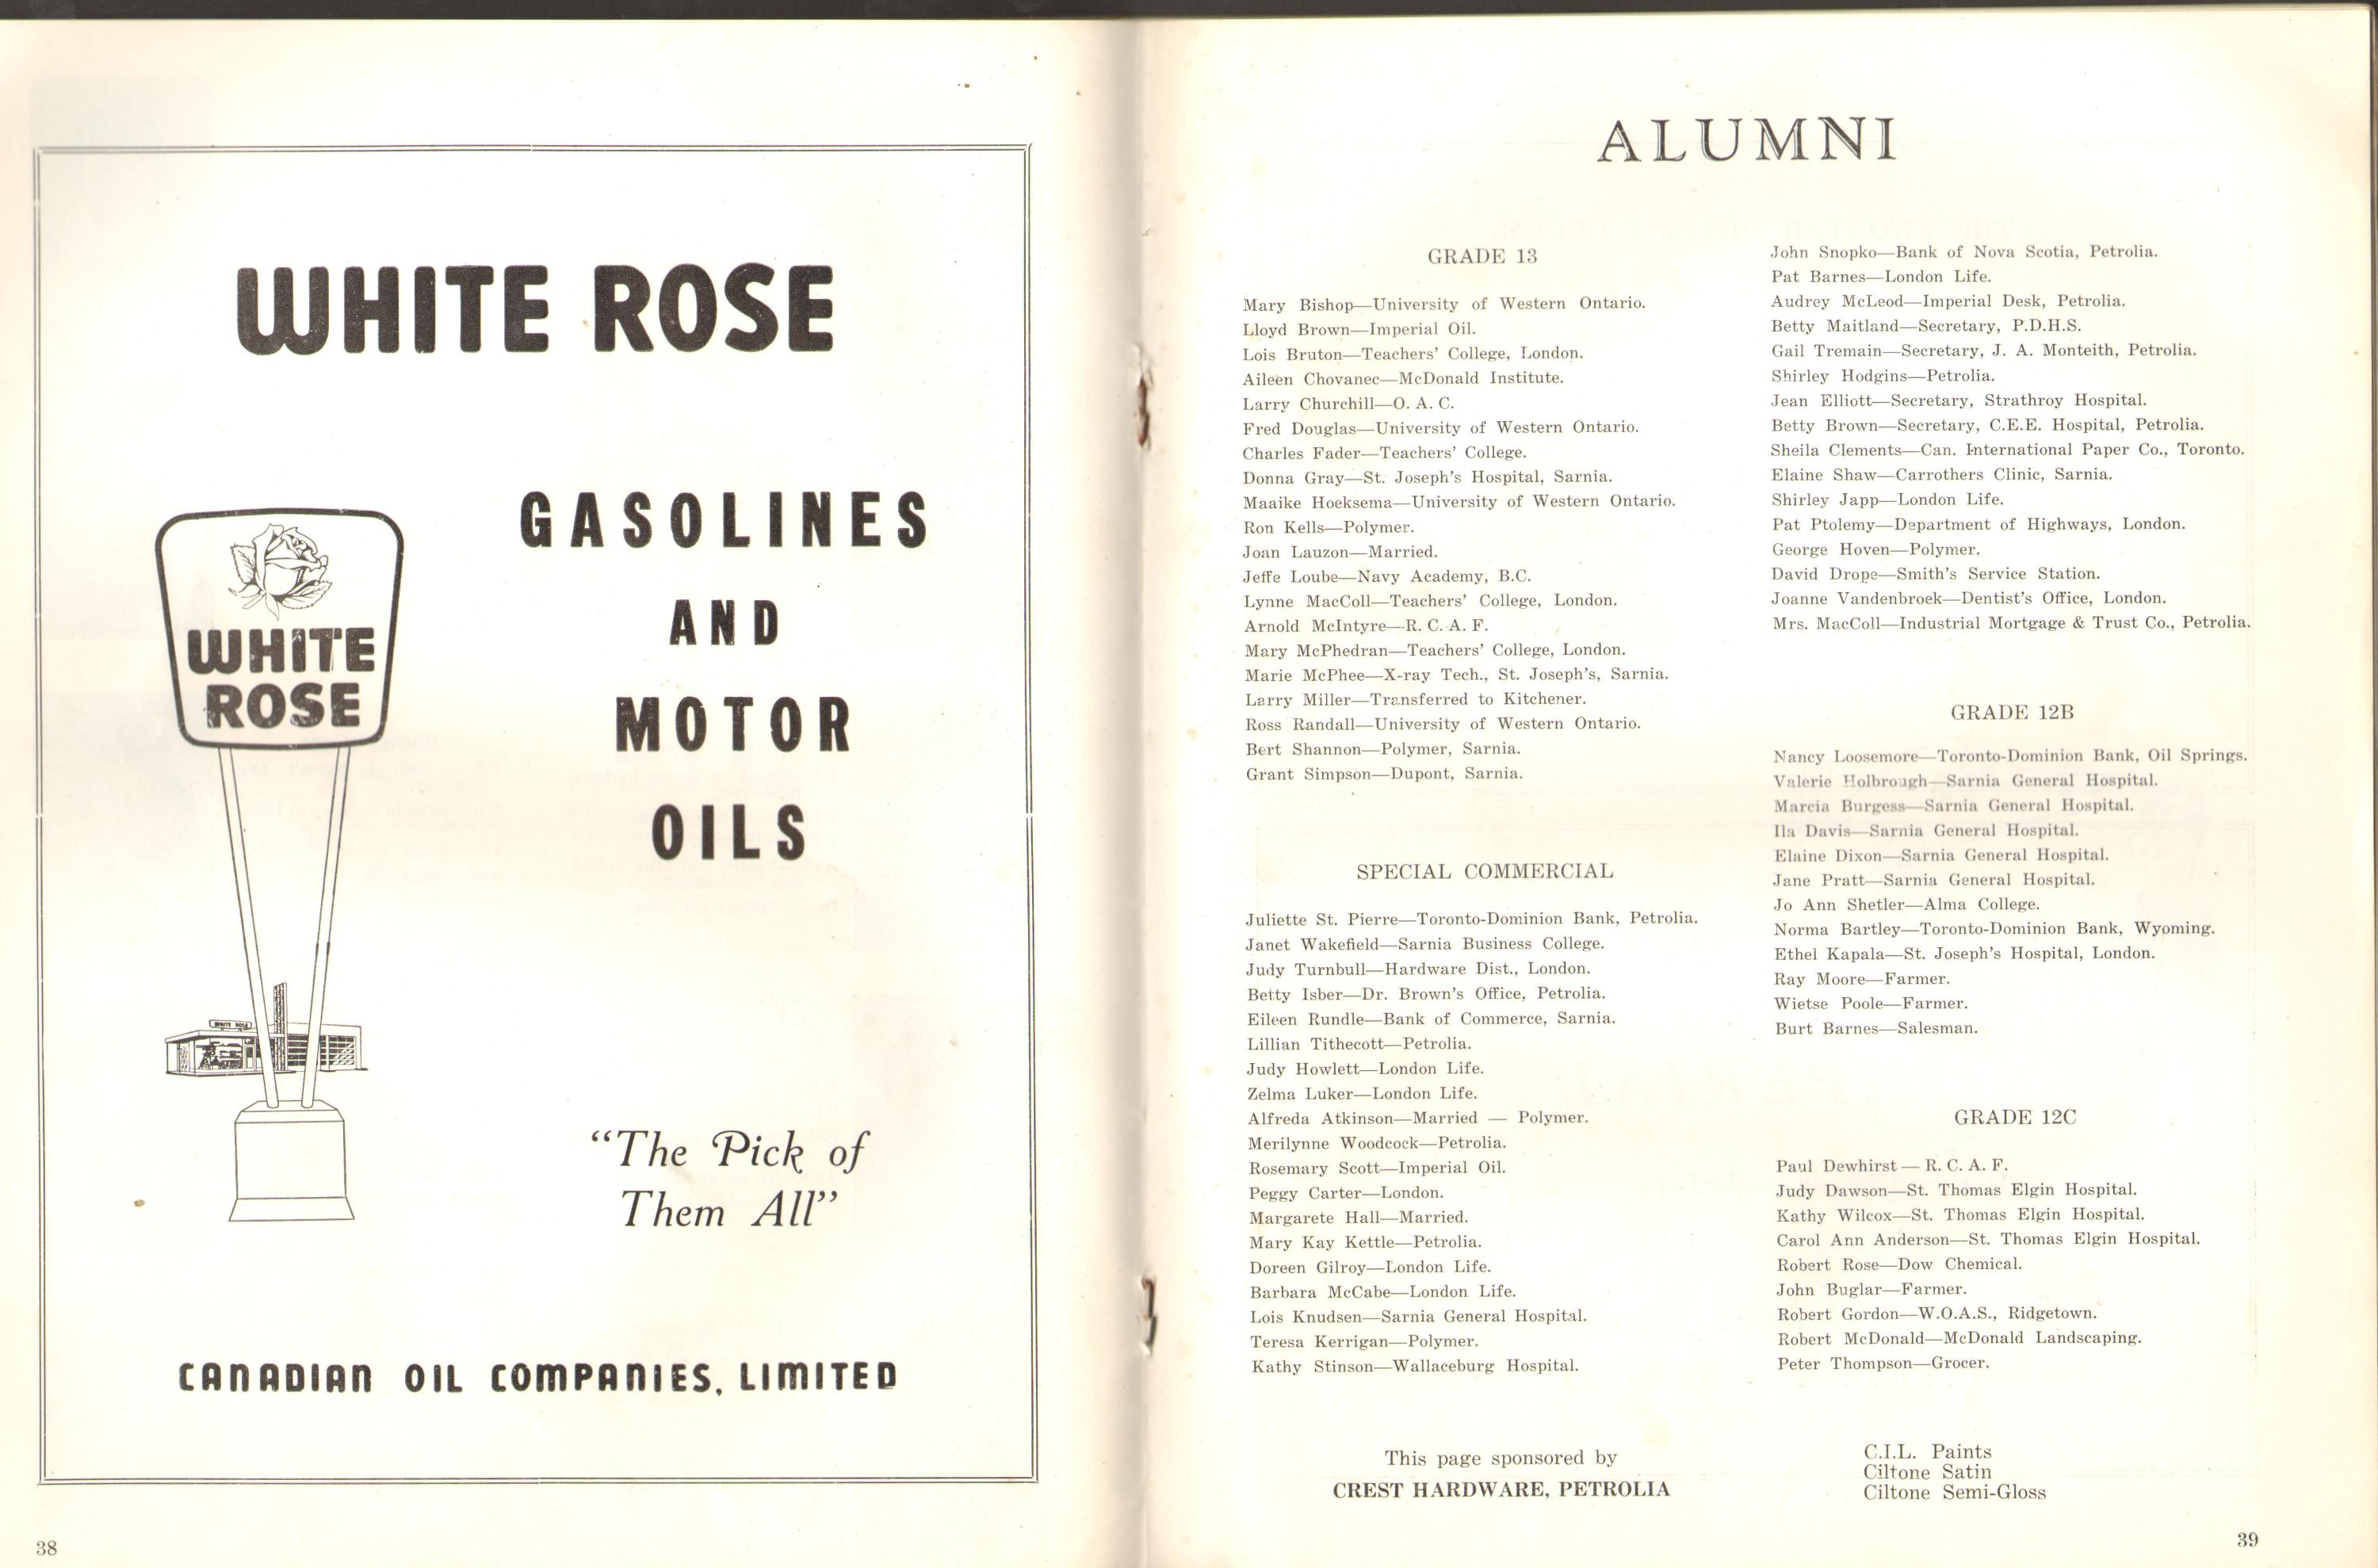 WHITE ROSE
GASOLINES
AND
MOTOR
OILS
WHITE
ROSE
WHITE ROSE
"The Pick of
Them All"
CANADIAN OIL COMPANIES, LIMITED
38
ALUMNI
GRADE 13
Mary Bishop—University of Western Ontario.
Lloyd Brown—Imperial Oil.
Lois Bruton—Teachers' College, London.
Aileen Chovanec—McDonald Institute.
Larry Churchill—O. A. C.
Fred Douglas—University of Western Ontario.
Charles Fader—Teachers' College.
Donna Gray—St. Joseph's Hospital, Sarnia.
Maaike Hoeksema—University of Western Ontario.
Ron Kells—Polymer.
Joan Lauzon—Married.
Jeffe Loube—Navy Academy, B.C.
Lynne MacColl—Teachers' College, London.
Arnold McIntyre—R. C. A. F.
Mary McPhedran—Teachers' College, London.
Marie McPhee—X-ray Tech., St. Joseph's, Sarnia.
Larry Miller—Transferred to Kitchener.
Ross Randall—University of Western Ontario.
Bert Shannon—Polymer, Sarnia.
Grant Simpson—Dupont, Sarnia.
SPECIAL COMMERCIAL
Juliette St. Pierre—Toronto-Dominion Bank, Petrolia.
Janet Wakefield—Sarnia Business College.
Judy Turnbull—Hardware Dist., London.
Betty Isber—Dr. Brown's Office, Petrolia.
Eileen Rundle—Bank of Commerce, Sarnia.
Lillian Tithecott—Petrolia.
Judy Howlett—London Life.
Zelma Luker—London Life.
Alfreda Atkinson—Married — Polymer.
Merilynne Woodcock—Petrolia.
Rosemary Scott—Imperial Oil.
Peggy Carter—London.
Margarete Hall—Married.
Mary Kay Kettle—Petrolia.
Doreen Gilroy—London Life.
Barbara McCabe—London Life.
Lois Knudsen—Sarnia General Hospital.
Teresa Kerrigan—Polymer.
Kathy Stinson—Wallaceburg Hospital.
John Snopko—Bank of Nova Scotia, Petrolia.
Pat Barnes—London Life.
Audrey McLeod—Imperial Desk, Petrolia.
Betty Maitland—Secretary, P.D.H.S.
Gail Tremain—Secretary, J. A. Monteith, Petrolia.
Shirley Hodgins—Petrolia.
Jean Elliott—Secretary, Strathroy Hospital.
Betty Brown—Secretary, C.E.E. Hospital, Petrolia.
Sheila Clements—Can. International Paper Co., Toronto.
Elaine Shaw—Carrothers Clinic, Sarnia.
Shirley Japp—London Life.
Pat Ptolemy—Department of Highways, London.
George Hoven—Polymer.
David Drope—Smith's Service Station.
Joanne Vandenbroek—Dentist's Office, London.
Mrs. MacColl—Industrial Mortgage & Trust Co., Petrolia.
GRADE 12B
Nancy Loosemore—Toronto-Dominion Bank, Oil Springs.
Valerie Holbrough—Sarnia General Hospital.
Marcia Burgess—Sarnia General Hospital.
Ila Davis—Sarnia General Hospital.
Elaine Dixon—Sarnia General Hospital.
Jane Pratt—Sarnia General Hospital.
Jo Ann Shetler—Alma College.
Norma Bartley—Toronto-Dominion Bank, Wyoming.
Ethel Kapala—St. Joseph's Hospital, London.
Ray Moore—Farmer.
Wietse Poole—Farmer.
Burt Barnes—Salesman.
GRADE 12C
Paul Dewhirst — R. C. A. F.
Judy Dawson—St. Thomas Elgin Hospital.
Kathy Wilcox—St. Thomas Elgin Hospital.
Carol Ann Anderson—St. Thomas Elgin Hospital.
Robert Rose—Dow Chemical.
John Buglar—Farmer.
Robert Gordon—W.O.A.S., Ridgetown.
Robert McDonald—McDonald Landscaping.
Peter Thompson—Grocer.
This page sponsored by
CREST HARDWARE, PETROLIA
C.I.L. Paints
Ciltone Satin
Ciltone Semi-Gloss
39